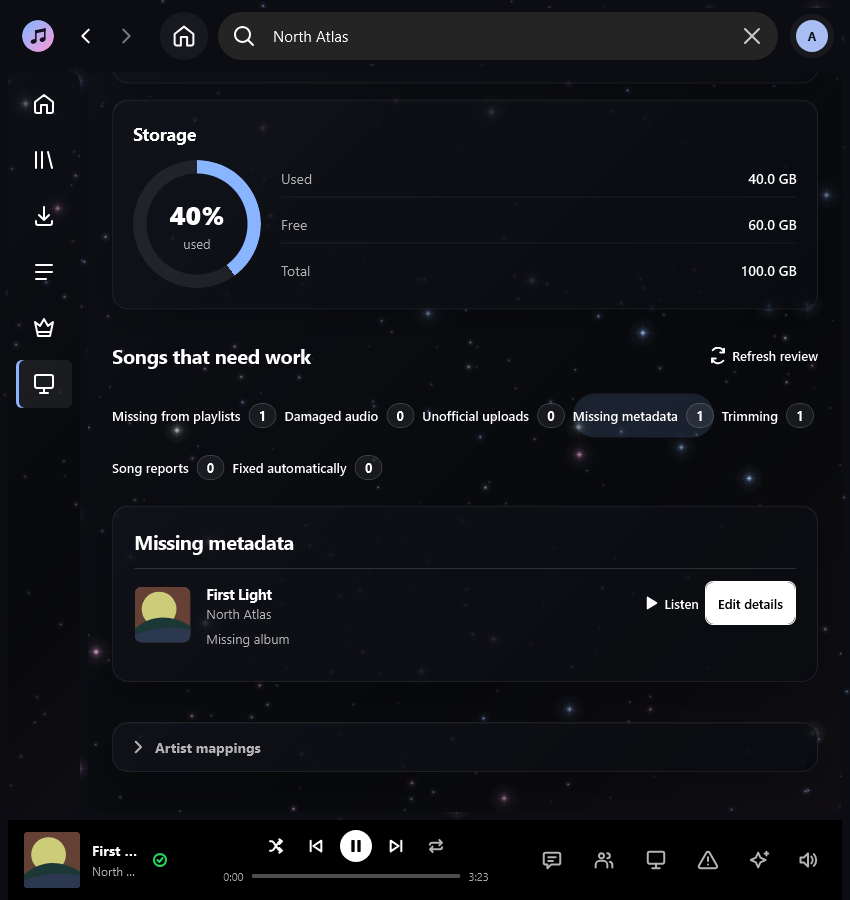 North Atlas
A
Storage
40%
used
Used 40.0 GB
Free 60.0 GB
Total 100.0 GB
Songs that need work
Refresh review
Missing from playlists 1 Damaged audio 0 Unofficial uploads 0 Missing metadata 1 Trimming 1
Song reports 0 Fixed automatically 0
Missing metadata
First Light
North Atlas
Missing album
Listen Edit details
Artist mappings
First ...
North ...
0:00 3:23